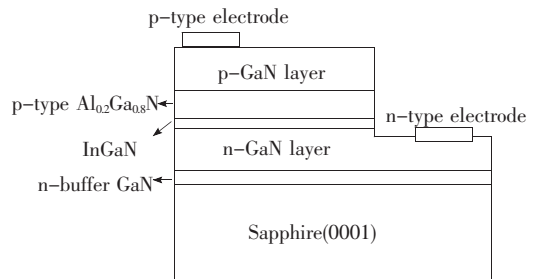 p-type electrode
p-GaN layer
p-type Al₀.₂Ga₀.₈N
n-type electrode
InGaN
n-GaN layer
n-buffer GaN
Sapphire(0001)